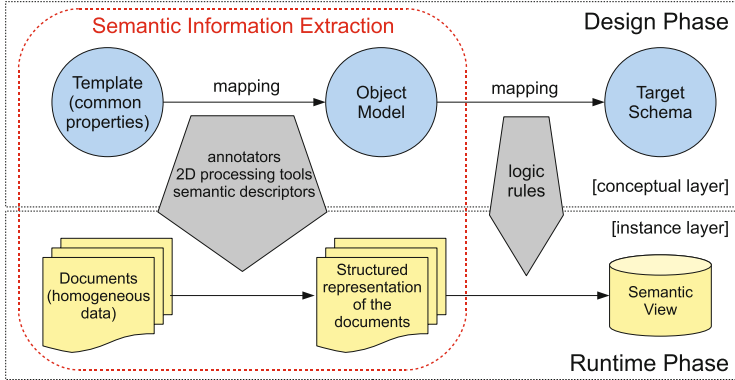 Semantic Information Extraction
Design Phase
Template
(common
properties)
mapping
Object
Model
mapping
Target
Schema
annotators
2D processing tools
semantic descriptors
logic
rules
[conceptual layer]
[instance layer]
Documents
(homogeneous
data)
Structured
representation
of the
documents
Semantic
View
Runtime Phase